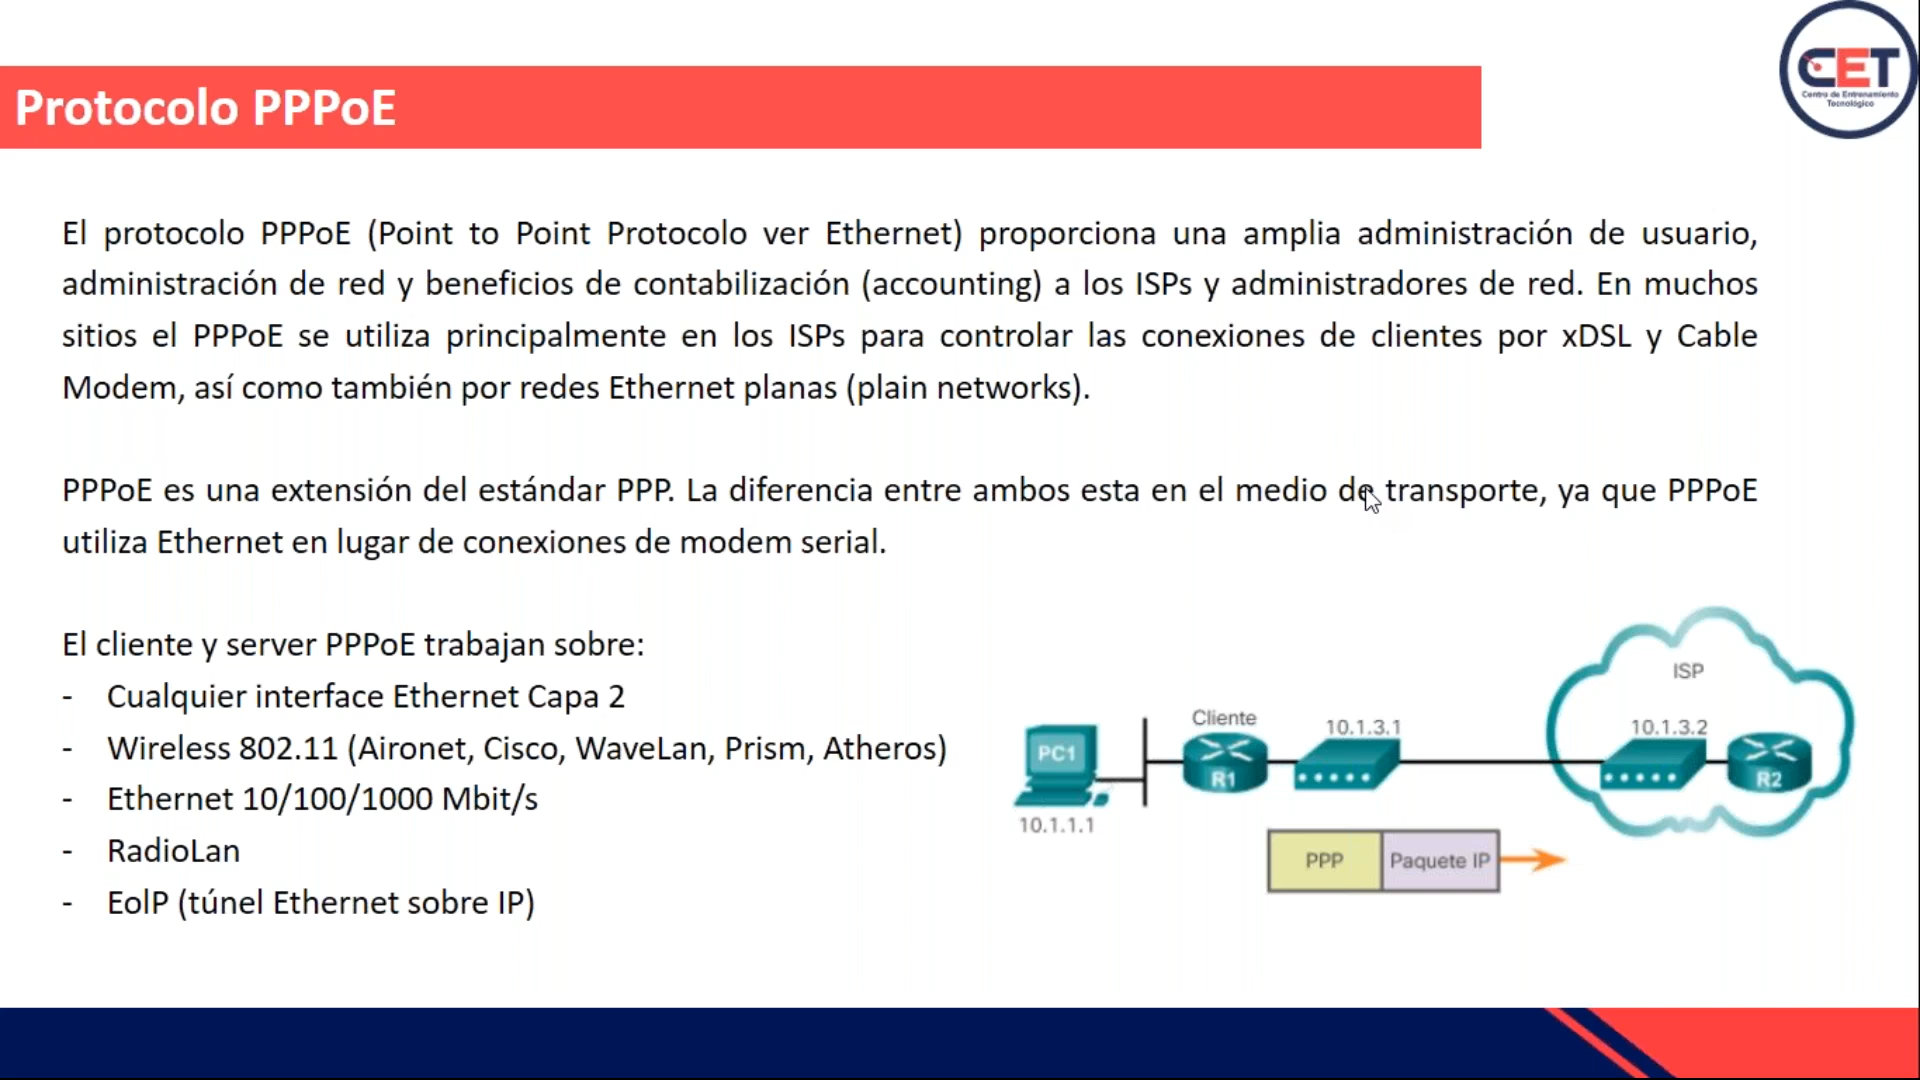 CET
Centro de Entrenamiento
Tecnológico
Protocolo PPPoE
El protocolo PPPoE (Point to Point Protocolo ver Ethernet) proporciona una amplia administración de usuario,
administración de red y beneficios de contabilización (accounting) a los ISPs y administradores de red. En muchos
sitios el PPPoE se utiliza principalmente en los ISPs para controlar las conexiones de clientes por xDSL y Cable
Modem, así como también por redes Ethernet planas (plain networks).
PPPoE es una extensión del estándar PPP. La diferencia entre ambos esta en el medio de transporte, ya que PPPoE
utiliza Ethernet en lugar de conexiones de modem serial.
El cliente y server PPPoE trabajan sobre:
- Cualquier interface Ethernet Capa 2
- Wireless 802.11 (Aironet, Cisco, WaveLan, Prism, Atheros)
- Ethernet 10/100/1000 Mbit/s
- RadioLan
- EolP (túnel Ethernet sobre IP)
ISP
Cliente
10.1.3.1
10.1.3.2
PC1
R1
R2
10.1.1.1
PPP
Paquete IP